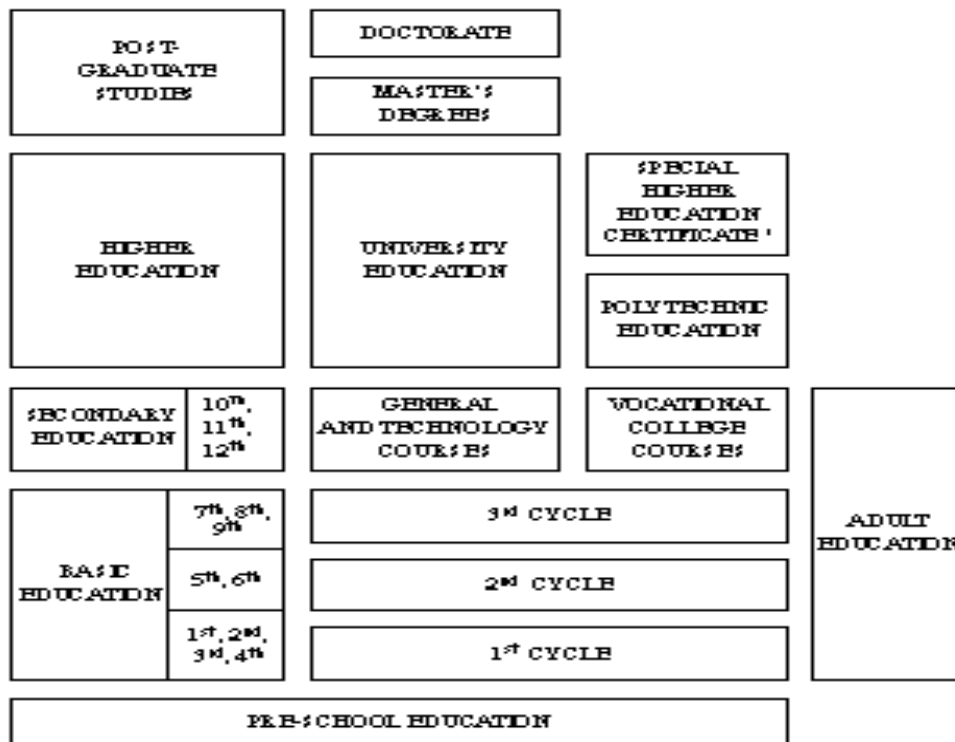 POST-
GRADUATE
STUDIES
DOCTORATE
MASTER'S
DEGREES
HIGHER
EDUCATION
UNIVERSITY
EDUCATION
SPECIAL
HIGHER
EDUCATION
CERTIFICATE '
POLYTECHNIC
EDUCATION
SECONDARY
EDUCATION
10th,
11th,
12th
GENERAL
AND TECHNOLOGY
COURSES
VOCATIONAL
COLLEGE
COURSES
ADULT
EDUCATION
BASIC
EDUCATION
7th, 8th,
9th
3rd CYCLE
5th, 6th
2nd CYCLE
1st, 2nd,
3rd, 4th
1st CYCLE
PRE-SCHOOL EDUCATION